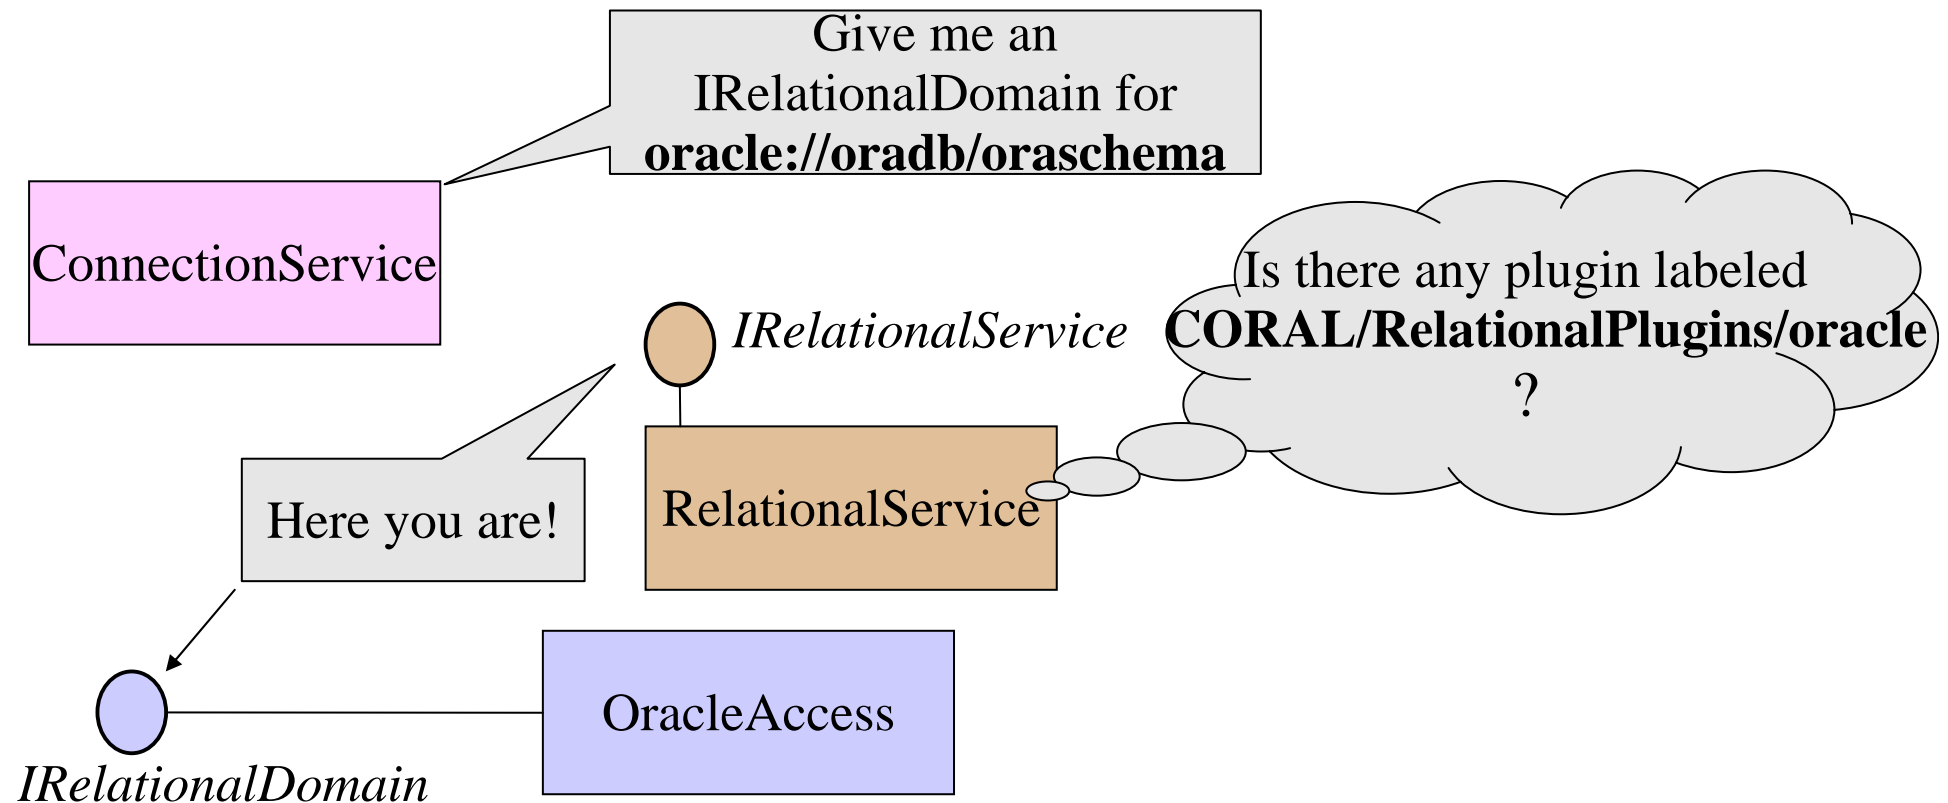 Give me an
IRelationalDomain for
oracle://oradb/oraschema
ConnectionService
Is there any plugin labeled
CORAL/RelationalPlugins/oracle
?
IRelationalService
Here you are!
RelationalService
OracleAccess
IRelationalDomain